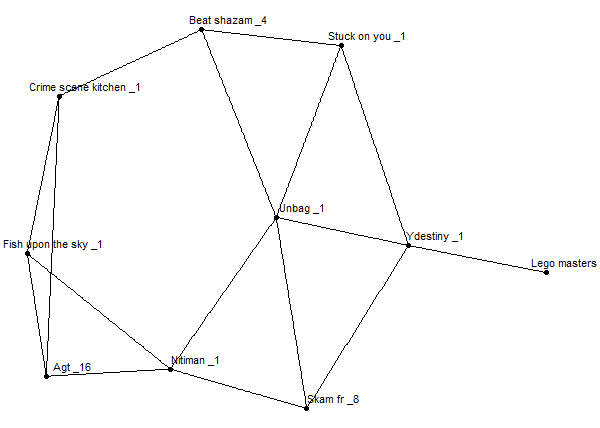 Beat shazam _4
Stuck on you _1
Crime scene kitchen _1
Unbag _1
Ydestiny _1
Fish upon the sky _1
Lego masters
Agt _16
Nitiman _1
Skam fr _8